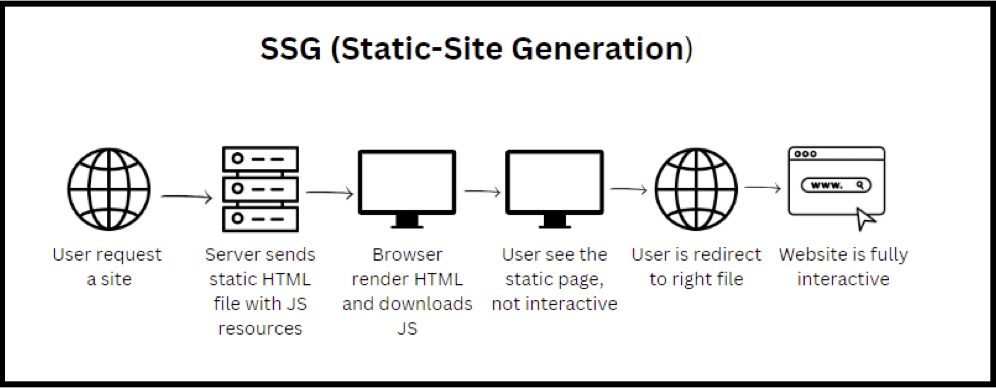 SSG (Static-Site Generation)
www.
User request
a site
Server sends
static HTML
file with JS
resources
Browser
render HTML
and downloads
JS
User see the
static page,
not interactive
User is redirect
to right file
Website is fully
interactive